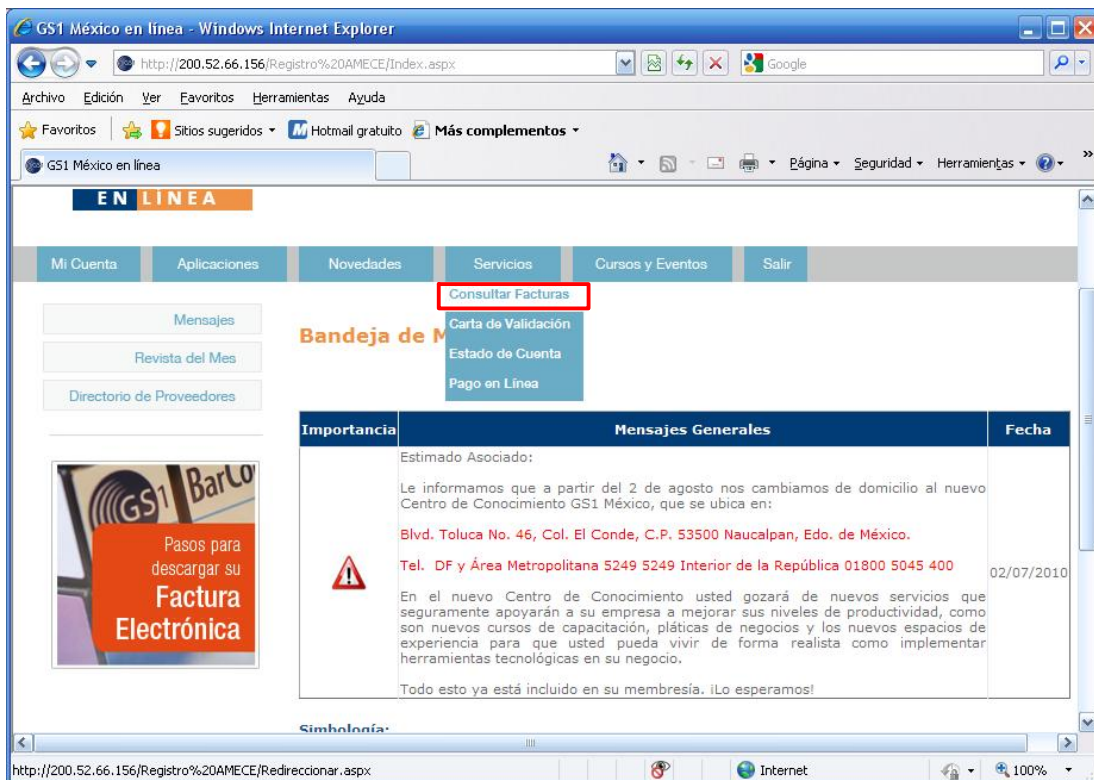 GS1 México en línea - Windows Internet Explorer
http://200.52.66.156/Registro%20AMECE/Index.aspx
Google
Archivo Edición Ver Favoritos Herramientas Ayuda
Favoritos Sitios sugeridos Hotmail gratuito Más complementos
GS1 México en línea
Página Seguridad Herramientas »
EN LÍNEA
Mi Cuenta Aplicaciones Novedades Servicios Cursos y Eventos Salir
Consultar Facturas
Carta de Validación
Estado de Cuenta
Pago en Línea
Mensajes
Revista del Mes
Directorio de Proveedores
Bandeja de M
GS1 BarCo
Pasos para
descargar su
Factura
Electrónica
Importancia Mensajes Generales Fecha
Estimado Asociado:
Le informamos que a partir del 2 de agosto nos cambiamos de domicilio al nuevo
Centro de Conocimiento GS1 México, que se ubica en:
Blvd. Toluca No. 46, Col. El Conde, C.P. 53500 Naucalpan, Edo. de México.
Tel. DF y Área Metropolitana 5249 5249 Interior de la República 01800 5045 400
02/07/2010
En el nuevo Centro de Conocimiento usted gozará de nuevos servicios que
seguramente apoyarán a su empresa a mejorar sus niveles de productividad, como
son nuevos cursos de capacitación, pláticas de negocios y los nuevos espacios de
experiencia para que usted pueda vivir de forma realista como implementar
herramientas tecnológicas en su negocio.
Todo esto ya está incluido en su membresía. ¡Lo esperamos!
Simbología:
http://200.52.66.156/Registro%20AMECE/Redireccionar.aspx Internet 100%